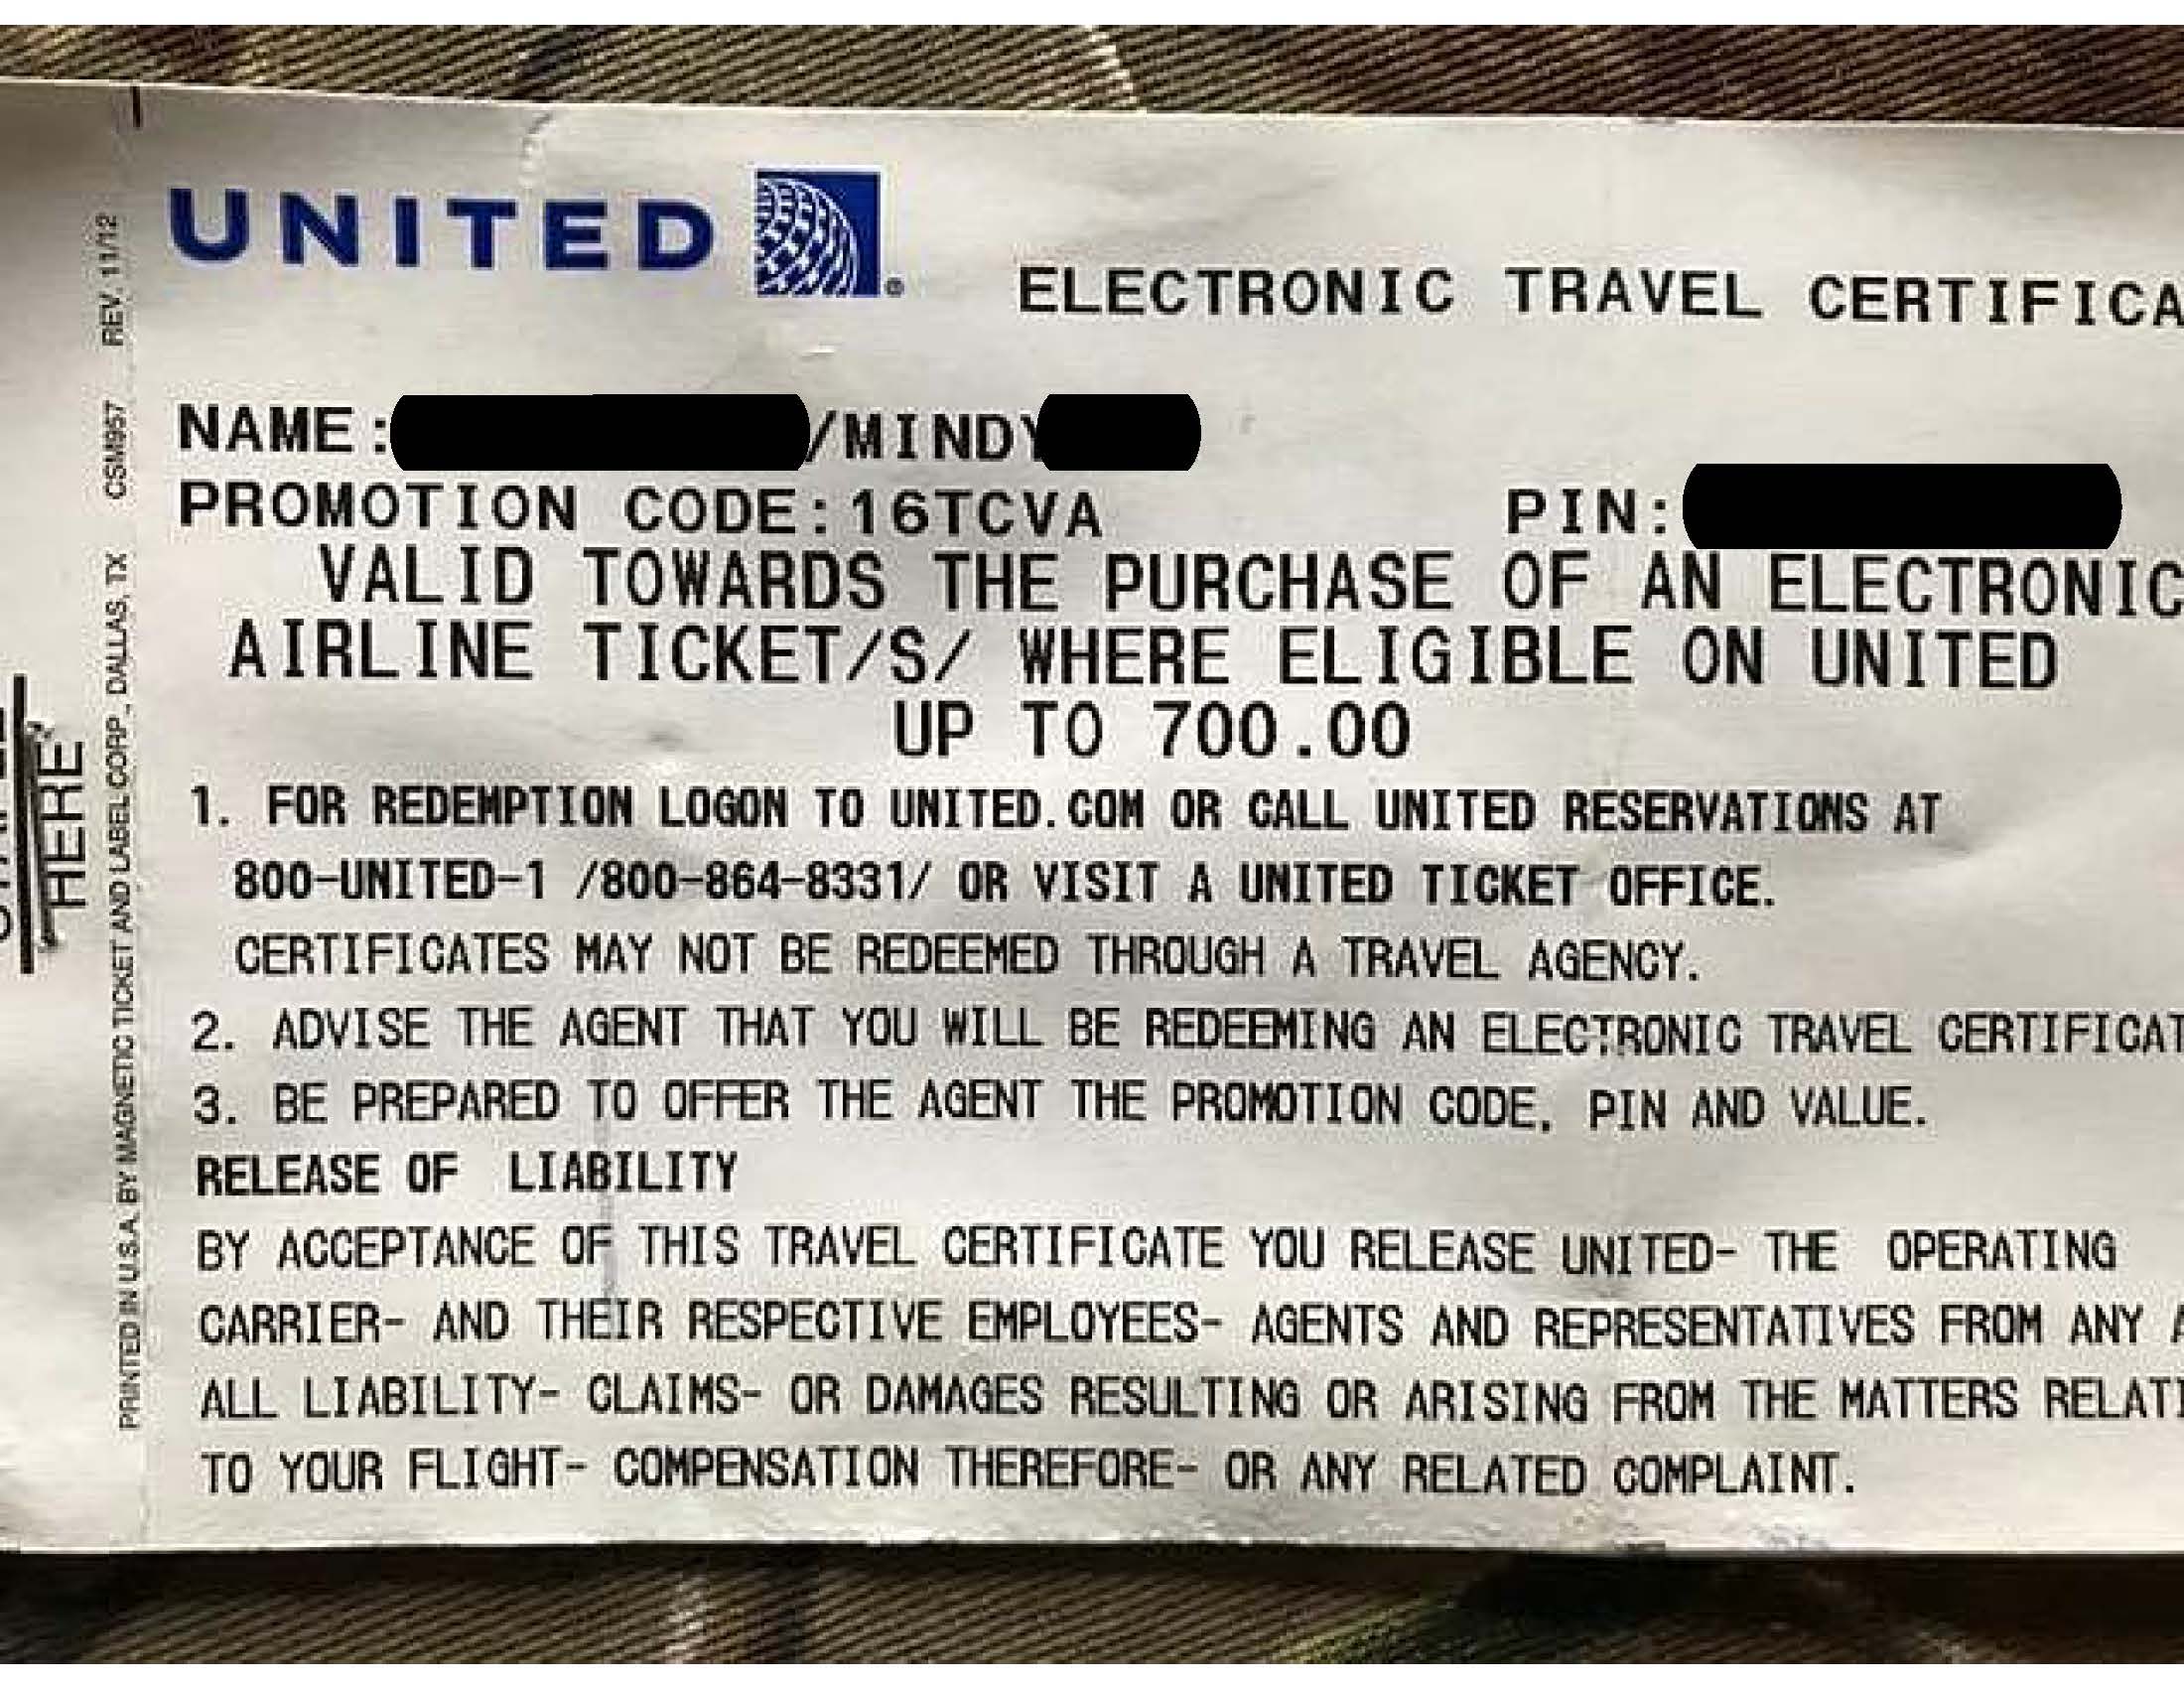 UNITED
ELECTRONIC TRAVEL CERTIFICA
NAME: /MINDY
PROMOTION CODE:16TCVA PIN:
VALID TOWARDS THE PURCHASE OF AN ELECTRONIC
AIRLINE TICKET/S/ WHERE ELIGIBLE ON UNITED
UP TO 700.00
1. FOR REDEMPTION LOGON TO UNITED.COM OR CALL UNITED RESERVATIONS AT
800-UNITED-1 /800-864-8331/ OR VISIT A UNITED TICKET OFFICE.
CERTIFICATES MAY NOT BE REDEEMED THROUGH A TRAVEL AGENCY.
2. ADVISE THE AGENT THAT YOU WILL BE REDEEMING AN ELECTRONIC TRAVEL CERTIFICAT
3. BE PREPARED TO OFFER THE AGENT THE PROMOTION CODE, PIN AND VALUE.
RELEASE OF LIABILITY
BY ACCEPTANCE OF THIS TRAVEL CERTIFICATE YOU RELEASE UNITED- THE OPERATING
CARRIER- AND THEIR RESPECTIVE EMPLOYEES- AGENTS AND REPRESENTATIVES FROM ANY A
ALL LIABILITY- CLAIMS- OR DAMAGES RESULTING OR ARISING FROM THE MATTERS RELATI
TO YOUR FLIGHT- COMPENSATION THEREFORE- OR ANY RELATED COMPLAINT.
HERE
PRINTED IN U.S.A. BY MAGNETIC TICKET AND LABEL CORP., DALLAS, TX CSM957 REV. 11/12